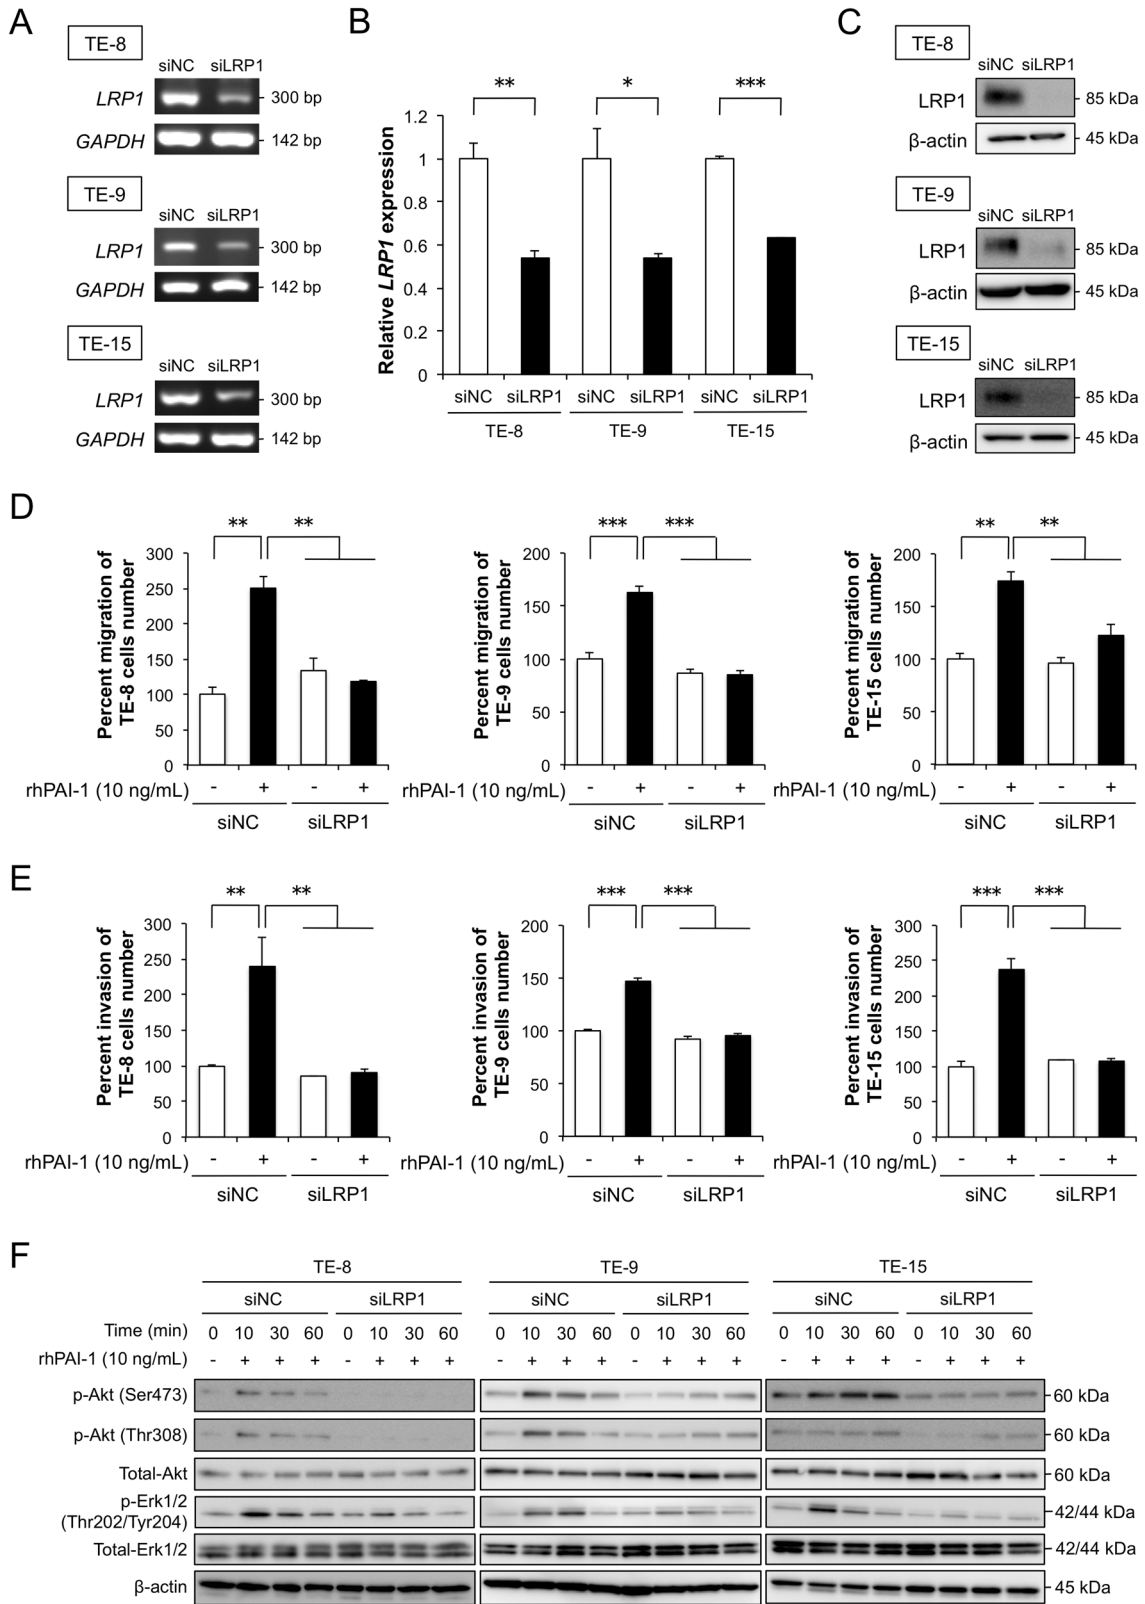 A
TE-8
siNC siLRP1
LRP1 300 bp
GAPDH 142 bp
TE-9
siNC siLRP1
LRP1 300 bp
GAPDH 142 bp
TE-15
siNC siLRP1
LRP1 300 bp
GAPDH 142 bp
B
** * ***
Relative LRP1 expression
1.2
1
0.8
0.6
0.4
0.2
0
siNC siLRP1 siNC siLRP1 siNC siLRP1
TE-8 TE-9 TE-15
C
TE-8
siNC siLRP1
LRP1 85 kDa
β-actin 45 kDa
TE-9
siNC siLRP1
LRP1 85 kDa
β-actin 45 kDa
TE-15
siNC siLRP1
LRP1 85 kDa
β-actin 45 kDa
D
** **
Percent migration of
TE-8 cells number
300
250
200
150
100
50
0
rhPAI-1 (10 ng/mL) - + - +
siNC siLRP1
*** ***
Percent migration of
TE-9 cells number
200
150
100
50
0
rhPAI-1 (10 ng/mL) - + - +
siNC siLRP1
** **
Percent migration of
TE-15 cells number
200
150
100
50
0
rhPAI-1 (10 ng/mL) - + - +
siNC siLRP1
E
** **
Percent invasion of
TE-8 cells number
300
250
200
150
100
50
0
rhPAI-1 (10 ng/mL) - + - +
siNC siLRP1
*** ***
Percent invasion of
TE-9 cells number
200
150
100
50
0
rhPAI-1 (10 ng/mL) - + - +
siNC siLRP1
*** ***
Percent invasion of
TE-15 cells number
300
250
200
150
100
50
0
rhPAI-1 (10 ng/mL) - + - +
siNC siLRP1
F
TE-8 TE-9 TE-15
siNC siLRP1 siNC siLRP1 siNC siLRP1
Time (min) 0 10 30 60 0 10 30 60 0 10 30 60 0 10 30 60 0 10 30 60 0 10 30 60
rhPAI-1 (10 ng/mL) - + + + - + + + - + + + - + + + - + + + - + + +
p-Akt (Ser473) 60 kDa
p-Akt (Thr308) 60 kDa
Total-Akt 60 kDa
p-Erk1/2
(Thr202/Tyr204) 42/44 kDa
Total-Erk1/2 42/44 kDa
β-actin 45 kDa